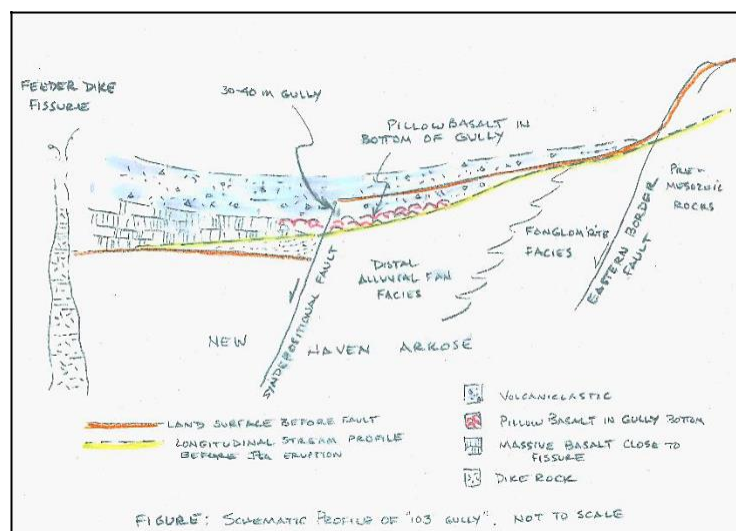 FEEDER DIKE
FISSURE
30-40 M GULLY
PILLOW BASALT IN
BOTTOM OF GULLY
PRE-
MESOZOIC
ROCKS
FANGLOM'RTE
FACIES
EASTERN BORDER
FAULT
DISTAL
ALLUVIAL FAN
FACIES
SYNDEPOSITIONAL FAULT
NEW HAVEN ARKOSE
VOLCANICLASTIC
PILLOW BASALT IN GULLY BOTTOM
MASSIVE BASALT CLOSE TO
FISSURE
DIKE ROCK
LAND SURFACE BEFORE FAULT
LONGITUDINAL STREAM PROFILE
BEFORE ERUPTION
FIGURE: SCHEMATIC PROFILE OF "103 GULLY". NOT TO SCALE